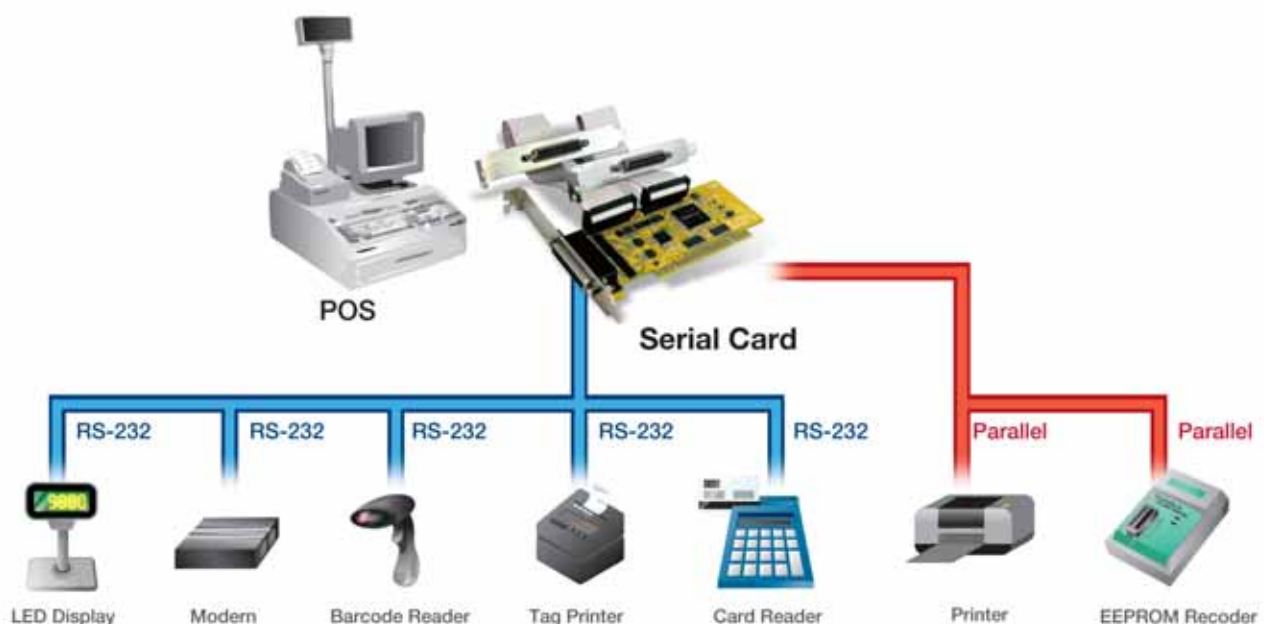 POS
Serial Card
RS-232 RS-232 RS-232 RS-232 RS-232 Parallel Parallel
9880
LED Display Modern Barcode Reader Tag Printer Card Reader Printer EEPROM Recoder